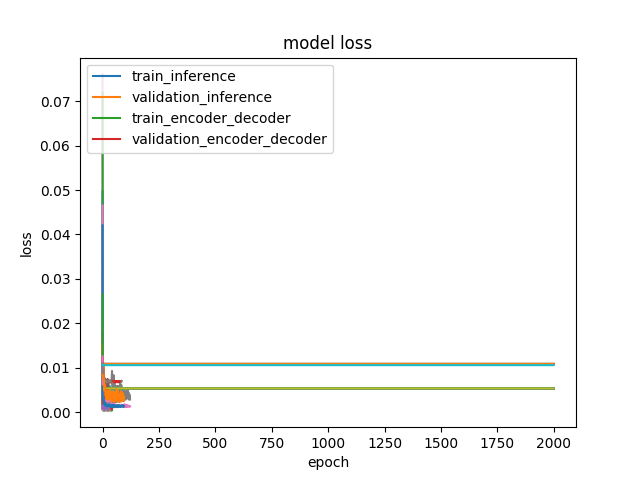 model loss
train_inference
validation_inference
train_encoder_decoder
validation_encoder_decoder
0.07
0.06
0.05
0.04
0.03
0.02
0.01
0.00
loss
0 250 500 750 1000 1250 1500 1750 2000
epoch